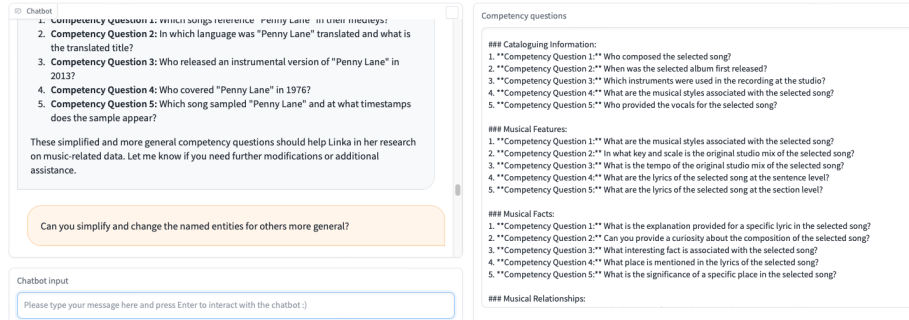 Chatbot
1. Competency Question 1: Which songs reference "Penny Lane" in their medleys?
2. Competency Question 2: In which language was "Penny Lane" translated and what is
the translated title?
3. Competency Question 3: Who released an instrumental version of "Penny Lane" in
2013?
4. Competency Question 4: Who covered "Penny Lane" in 1976?
5. Competency Question 5: Which song sampled "Penny Lane" and at what timestamps
does the sample appear?
These simplified and more general competency questions should help Linka in her research
on music-related data. Let me know if you need further modifications or additional
assistance.
Can you simplify and change the named entities for others more general?
Chatbot input
Please type your message here and press Enter to interact with the chatbot :)
Competency questions
### Cataloguing Information:
1. **Competency Question 1:** Who composed the selected song?
2. **Competency Question 2:** When was the selected album first released?
3. **Competency Question 3:** Which instruments were used in the recording at the studio?
4. **Competency Question 4:** What are the musical styles associated with the selected song?
5. **Competency Question 5:** Who provided the vocals for the selected song?
### Musical Features:
1. **Competency Question 1:** What are the musical styles associated with the selected song?
2. **Competency Question 2:** In what key and scale is the original studio mix of the selected song?
3. **Competency Question 3:** What is the tempo of the original studio mix of the selected song?
4. **Competency Question 4:** What are the lyrics of the selected song at the sentence level?
5. **Competency Question 5:** What are the lyrics of the selected song at the section level?
### Musical Facts:
1. **Competency Question 1:** What is the explanation provided for a specific lyric in the selected song?
2. **Competency Question 2:** Can you provide a curiosity about the composition of the selected song?
3. **Competency Question 3:** What interesting fact is associated with the selected song?
4. **Competency Question 4:** What place is mentioned in the lyrics of the selected song?
5. **Competency Question 5:** What is the significance of a specific place in the selected song?
### Musical Relationships: